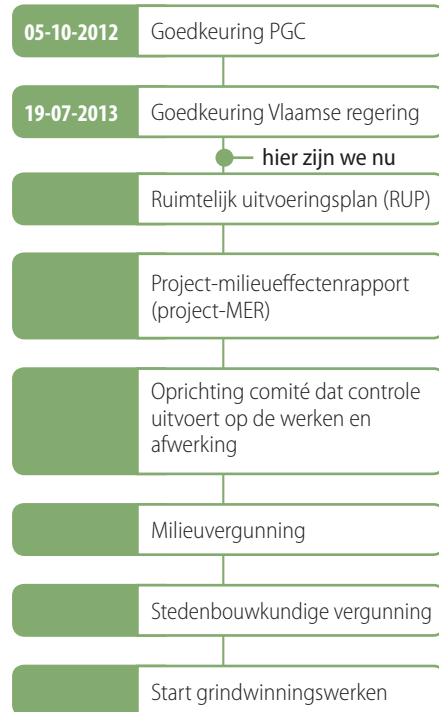 05-10-2012 Goedkeuring PGC
19-07-2013 Goedkeuring Vlaamse regering
hier zijn we nu
Ruimtelijk uitvoeringsplan (RUP)
Project-milieueffectenrapport
(project-MER)
Oprichting comité dat controle
uitvoert op de werken en
afwerking
Milieuvergunning
Stedenbouwkundige vergunning
Start grindwinningswerken